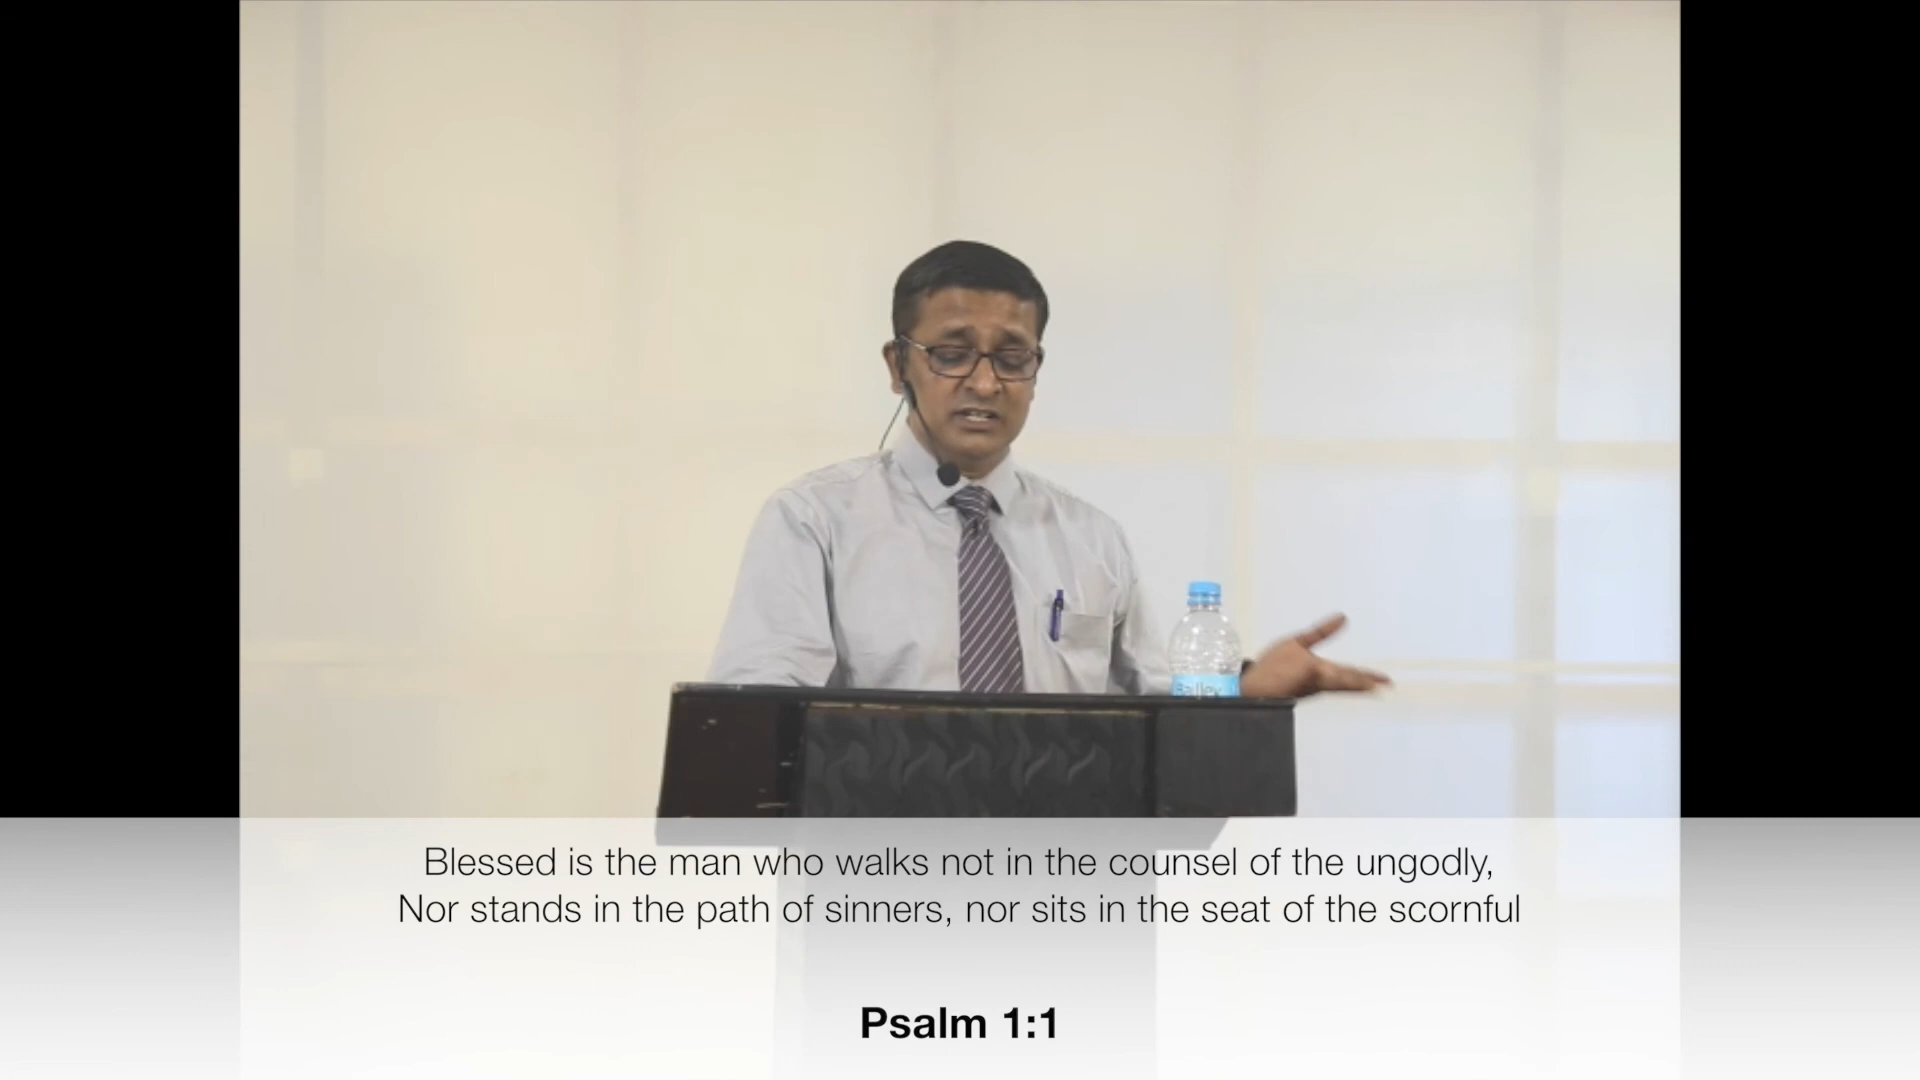 Bailey
Blessed is the man who walks not in the counsel of the ungodly,
Nor stands in the path of sinners, nor sits in the seat of the scornful
Psalm 1:1